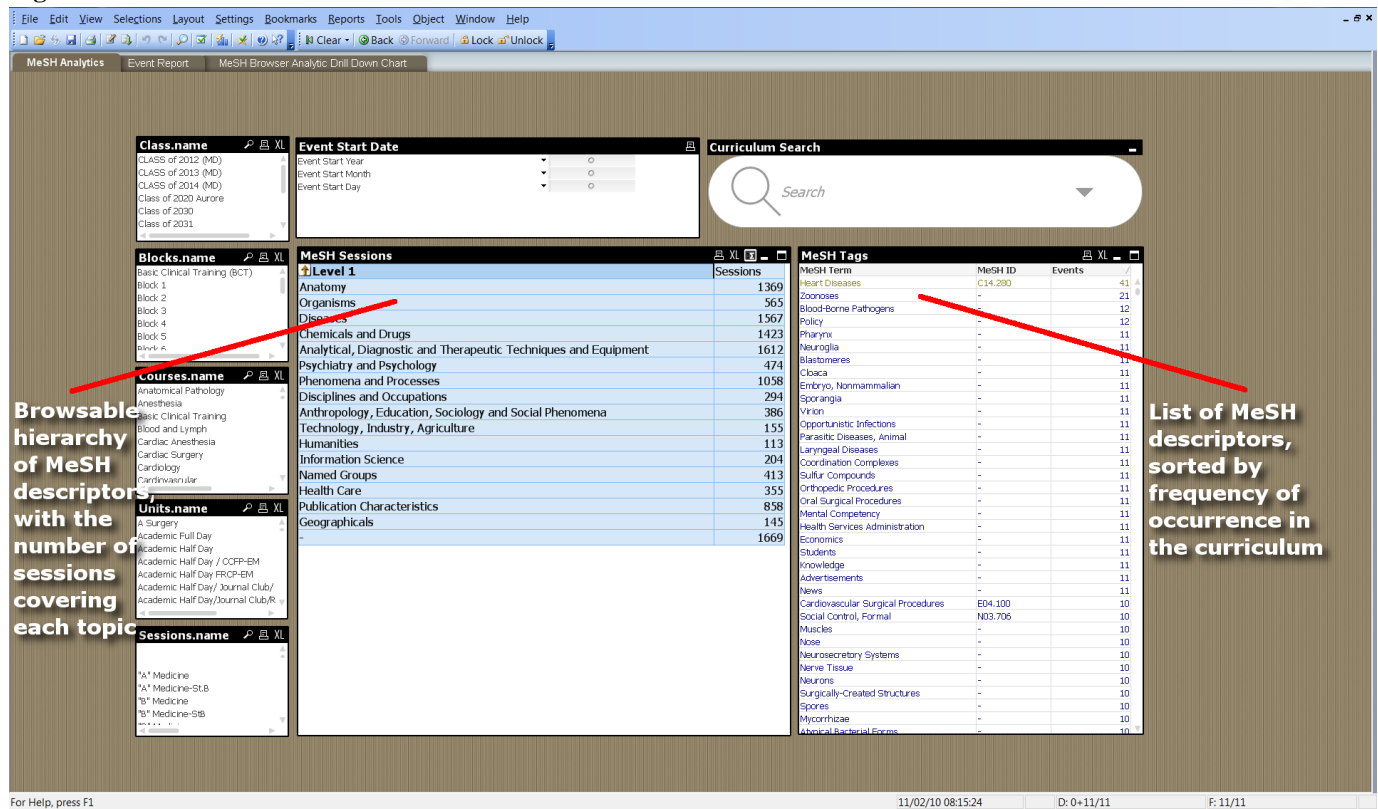 File Edit View Selections Layout Settings Bookmarks Reports Tools Object Window Help
Clear Back Forward Lock Unlock
MeSH Analytics Event Report MeSH Browser Analytic Drill Down Chart
Class.name XL
CLASS of 2012 (MD)
CLASS of 2013 (MD)
CLASS of 2014 (MD)
Class of 2020 Aurore
Class of 2030
Class of 2031
Event Start Date
Event Start Year
Event Start Month
Event Start Day
Curriculum Search
Search
Blocks.name XL
Basic Clinical Training (BCT)
Block 1
Block 2
Block 3
Block 4
Block 5
Block 6
Courses.name XL
Anatomical Pathology
Anesthesia
Basic Clinical Training
Blood and Lymph
Cardiac Anesthesia
Cardiac Surgery
Cardiology
Cardiovascular
Units.name XL
A Surgery
Academic Full Day
Academic Half Day
Academic Half Day / CCFP-EM
Academic Half Day FRCP-EM
Academic Half Day/ Journal Club/
Academic Half Day/Journal Club/R
Sessions.name XL
"A" Medicine
"A" Medicine-St.B
"B" Medicine
"B" Medicine-StB
MeSH Sessions XL
Level 1 Sessions
Anatomy 1369
Organisms 565
Diseases 1567
Chemicals and Drugs 1423
Analytical, Diagnostic and Therapeutic Techniques and Equipment 1612
Psychiatry and Psychology 474
Phenomena and Processes 1058
Disciplines and Occupations 294
Anthropology, Education, Sociology and Social Phenomena 386
Technology, Industry, Agriculture 155
Humanities 113
Information Science 204
Named Groups 413
Health Care 355
Publication Characteristics 858
Geographicals 145
- 1669
MeSH Tags XL
MeSH Term MeSH ID Events
Heart Diseases C14.280 41
Zoonoses - 21
Blood-Borne Pathogens - 12
Policy - 12
Pharynx - 11
Neuroglia - 11
Blastomeres - 11
Cloaca - 11
Embryo, Nonmammalian - 11
Sporangia - 11
Virion - 11
Opportunistic Infections - 11
Parasitic Diseases, Animal - 11
Laryngeal Diseases - 11
Coordination Complexes - 11
Sulfur Compounds - 11
Orthopedic Procedures - 11
Oral Surgical Procedures - 11
Mental Competency - 11
Health Services Administration - 11
Economics - 11
Students - 11
Knowledge - 11
Advertisements - 11
News - 11
Cardiovascular Surgical Procedures E04.100 10
Social Control, Formal N03.706 10
Muscles - 10
Nose - 10
Neurosecretory Systems - 10
Nerve Tissue - 10
Neurons - 10
Surgically-Created Structures - 10
Spores - 10
Mycorrhizae - 10
Atypical Bacterial Forms - 10
Browsable
hierarchy
of MeSH
descriptors,
with the
number of
sessions
covering
each topic
List of MeSH
descriptors,
sorted by
frequency of
occurrence in
the curriculum
For Help, press F1 11/02/10 08:15:24 D: 0+11/11 F: 11/11